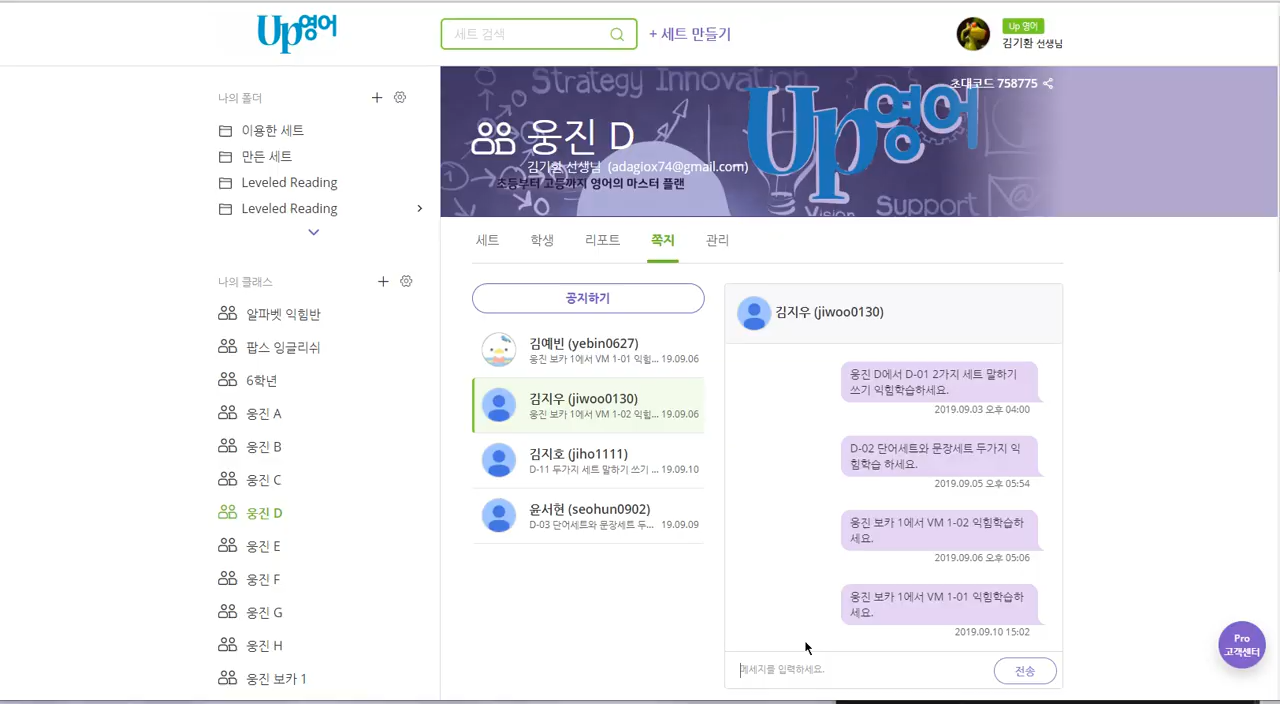 Up영어
세트 검색
+ 세트 만들기
Up 영어
김기환 선생님
나의 폴더
이용한 세트
만든 세트
Leveled Reading
Leveled Reading
나의 클래스
알파벳 익힘반
팝스 잉글리쉬
6학년
웅진 A
웅진 B
웅진 C
웅진 D
웅진 E
웅진 F
웅진 G
웅진 H
웅진 보카 1
Strategy Innovation
초대코드 758775
Up영어
웅진 D
김기환 선생님 (adagiox74@gmail.com)
초등부터 고등까지 영어의 마스터 플랜
Vision Support
세트 학생 리포트 쪽지 관리
공지하기
김예빈 (yebin0627)
웅진 보카 1에서 VM 1-01 익힘... 19.09.06
김지우 (jiwoo0130)
웅진 보카 1에서 VM 1-02 익힘... 19.09.06
김지호 (jiho1111)
D-11 두가지 세트 말하기 쓰기 ... 19.09.10
윤서현 (seohun0902)
D-03 단어세트와 문장세트 두... 19.09.09
김지우 (jiwoo0130)
웅진 D에서 D-01 2가지 세트 말하기
쓰기 익힘학습하세요.
2019.09.03 오후 04:00
D-02 단어세트와 문장세트 두가지 익
힘학습 하세요.
2019.09.05 오후 05:54
웅진 보카 1에서 VM 1-02 익힘학습하
세요.
2019.09.06 오후 05:06
웅진 보카 1에서 VM 1-01 익힘학습하
세요.
2019.09.10 15:02
메세지를 입력하세요.
전송
Pro
고객센터